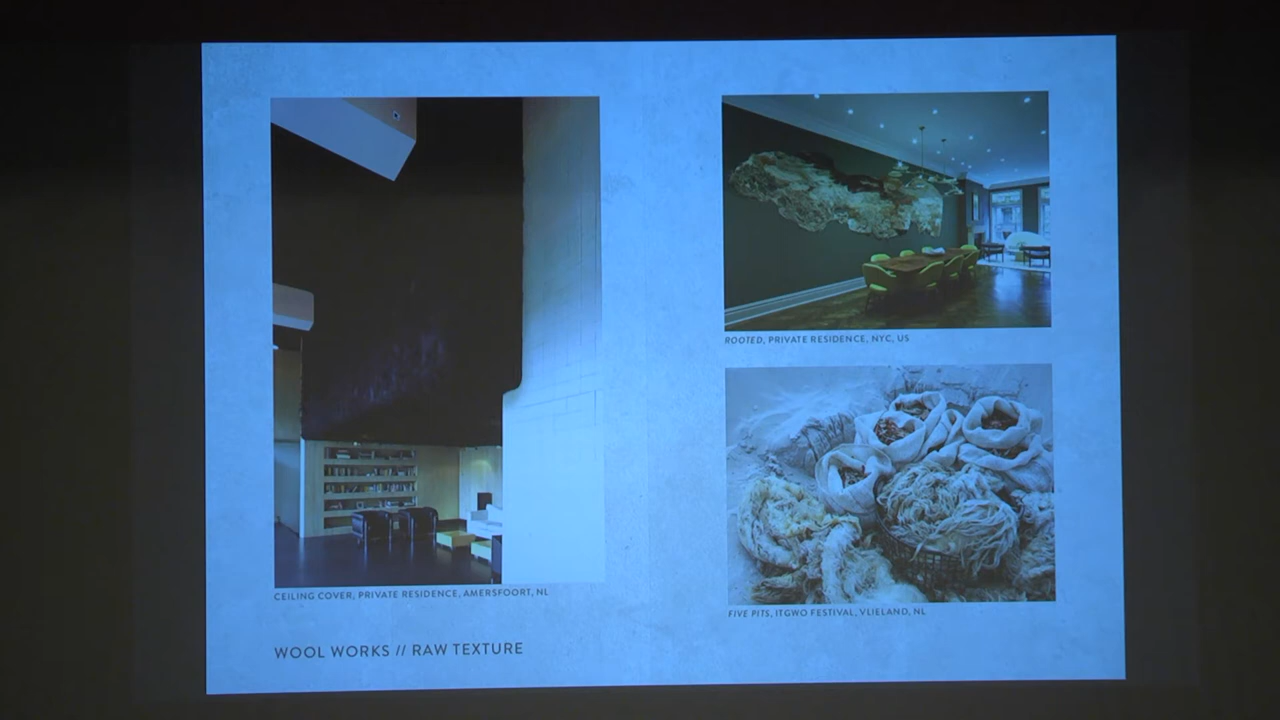 CEILING COVER, PRIVATE RESIDENCE, AMERSFOORT, NL
ROOTED, PRIVATE RESIDENCE, NYC, US
FIVE PITS, ITGWO FESTIVAL, VLIELAND, NL
WOOL WORKS // RAW TEXTURE